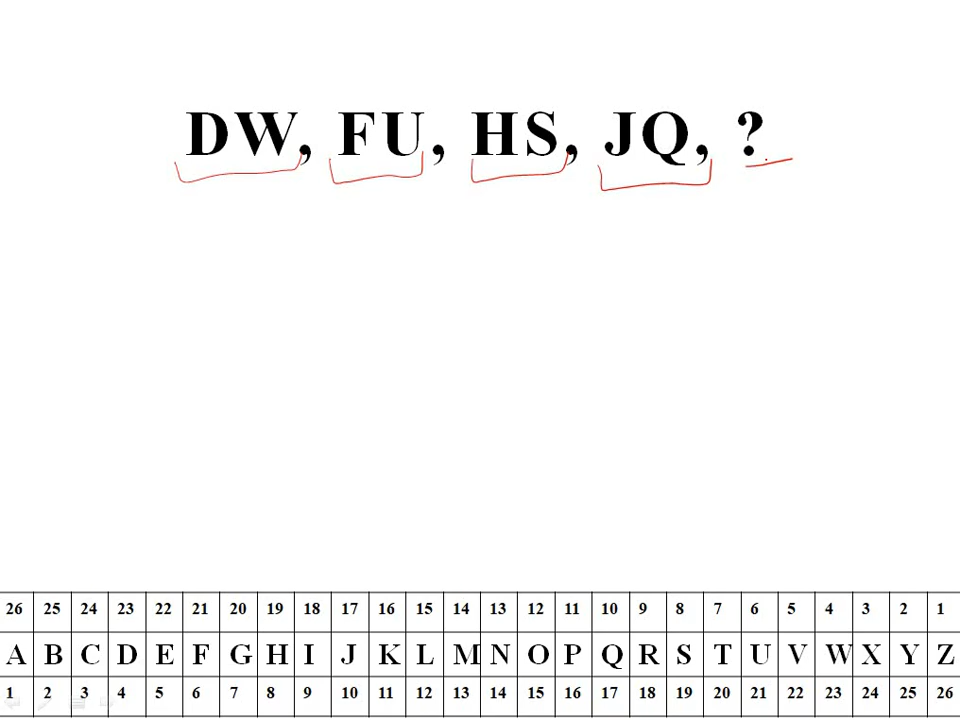 DW, FU, HS, JQ, ?
26 25 24 23 22 21 20 19 18 17 16 15 14 13 12 11 10 9 8 7 6 5 4 3 2 1
A B C D E F G H I J K L M N O P Q R S T U V W X Y Z
1 2 3 4 5 6 7 8 9 10 11 12 13 14 15 16 17 18 19 20 21 22 23 24 25 26